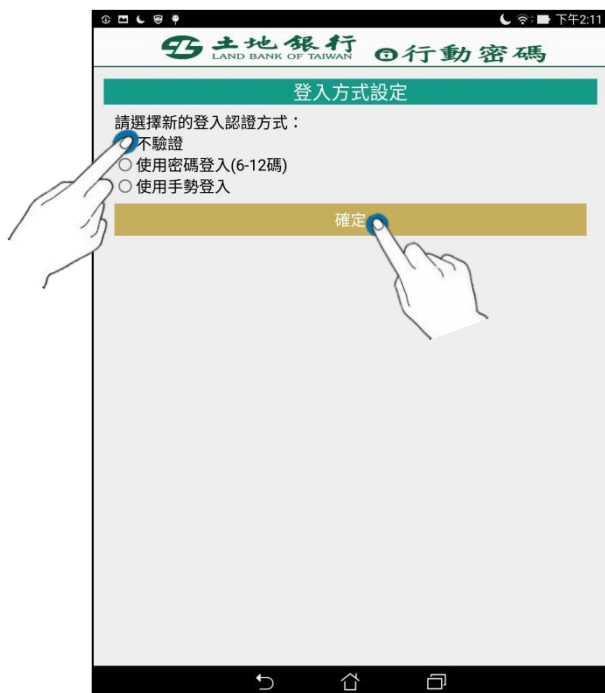 下午2:11
土地銀行
LAND BANK OF TAIWAN
行動密碼
登入方式設定
請選擇新的登入認證方式：
不驗證
使用密碼登入(6-12碼)
使用手勢登入
確定